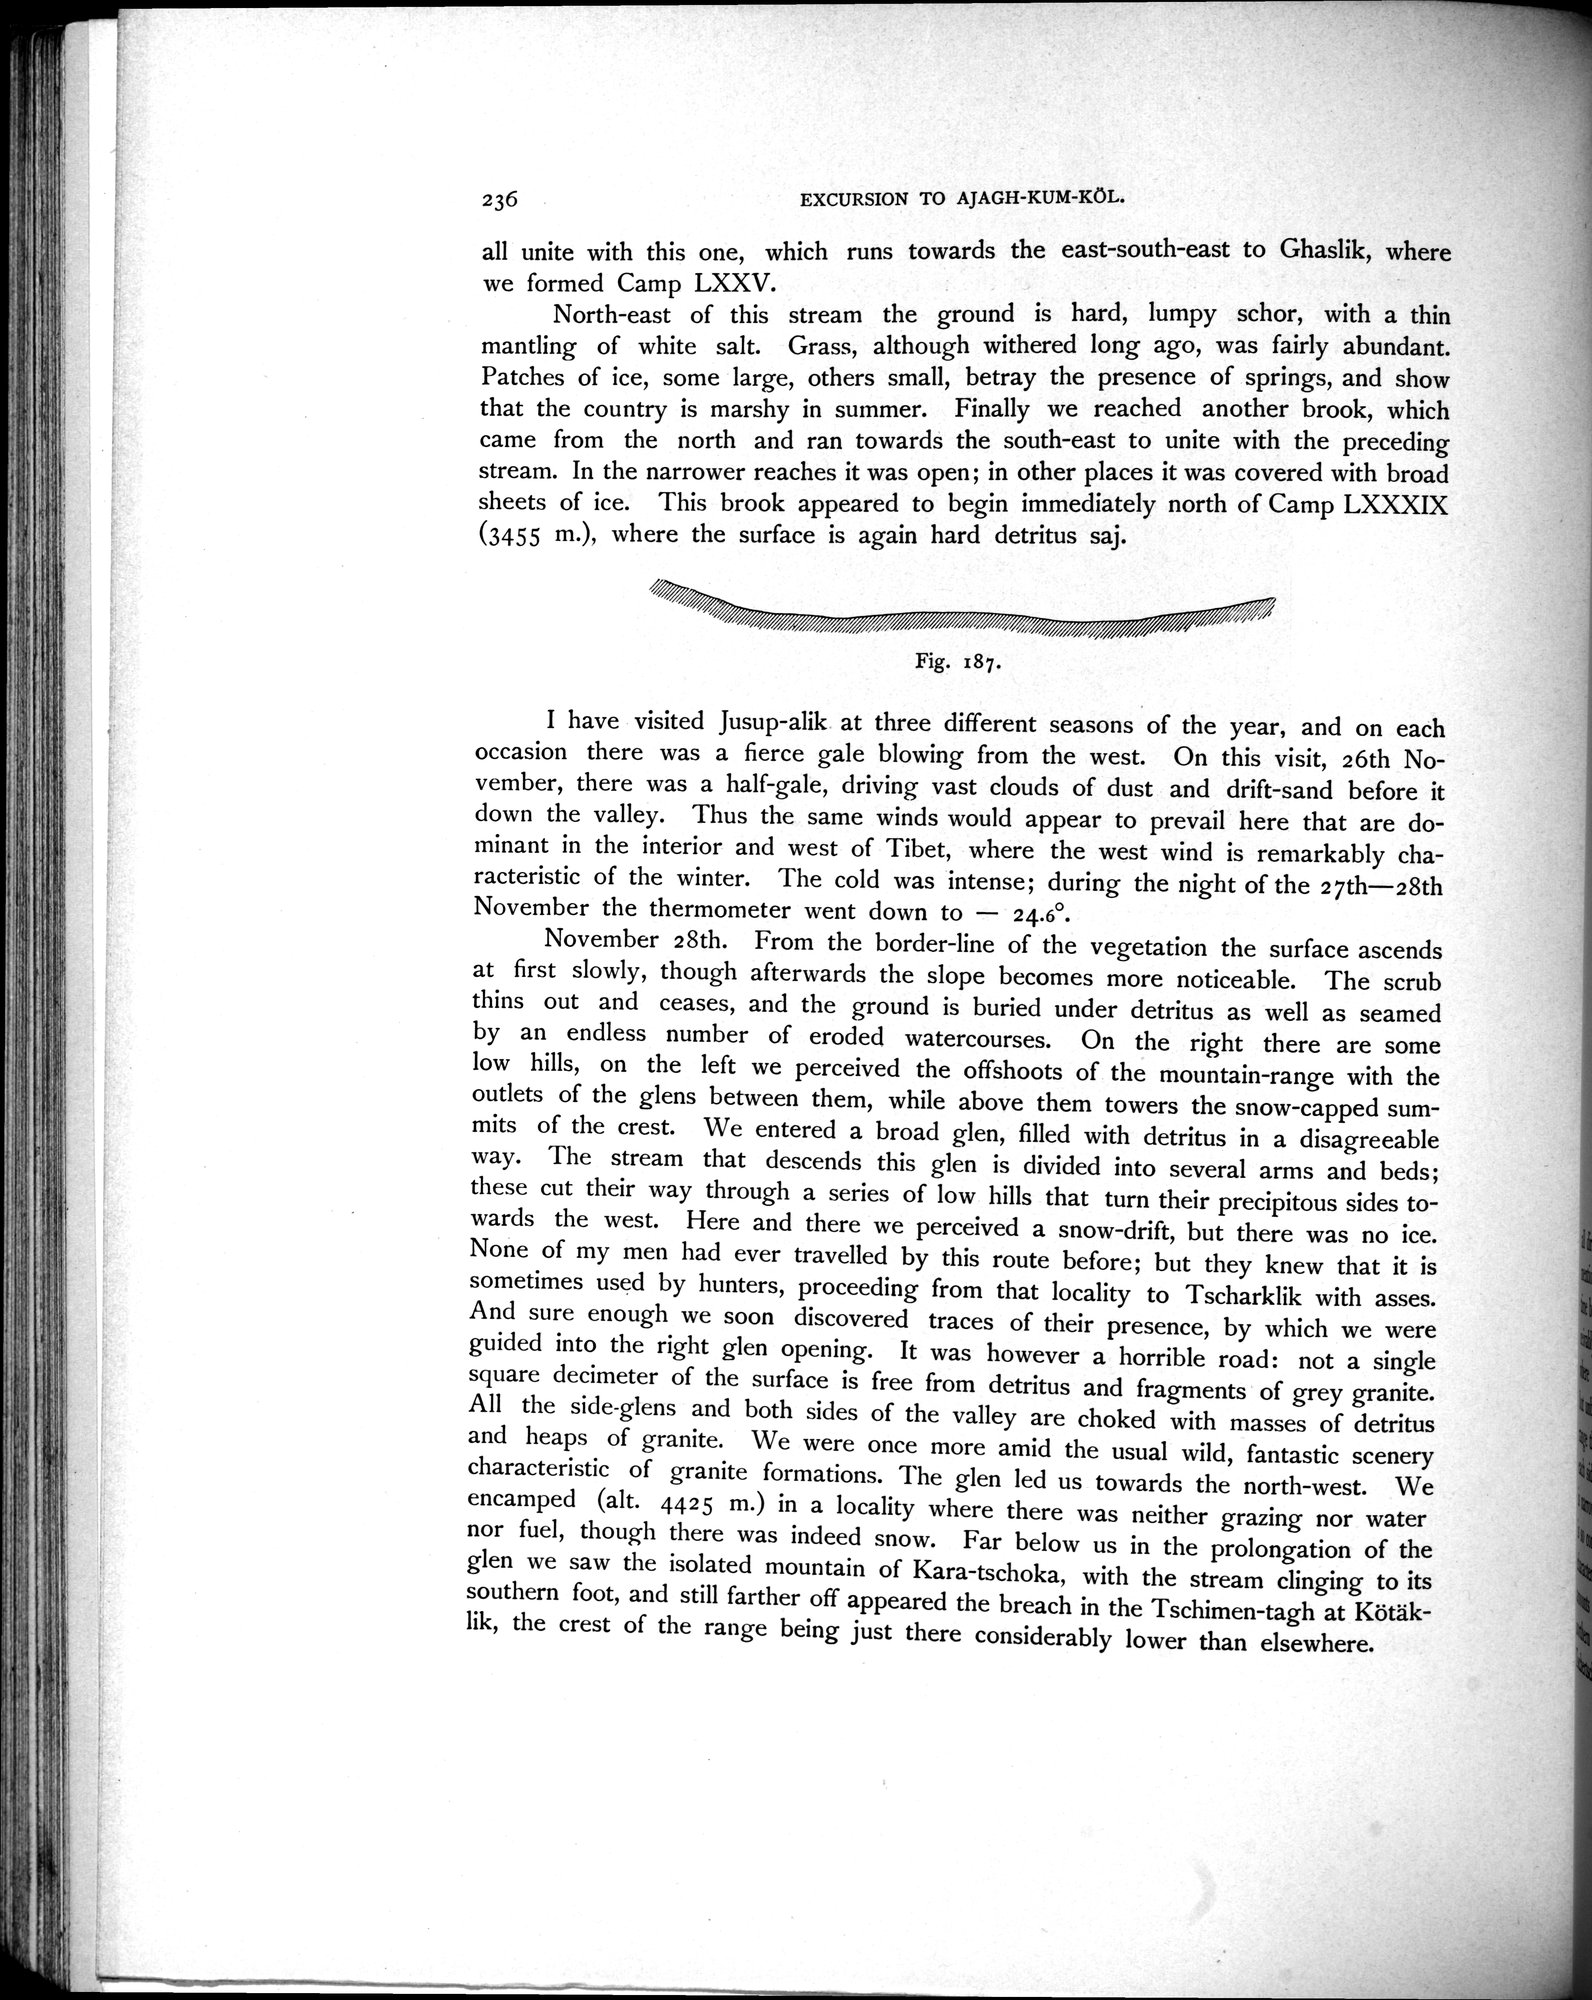 236
EXCURSION TO AJAGH-KUM-KÖL.
all unite with this one, which runs towards the east-south-east to Ghaslik, where
we formed Camp LXXV.
North-east of this stream the ground is hard, lumpy schor, with a thin
mantling of white salt. Grass, although withered long ago, was fairly abundant.
Patches of ice, some large, others small, betray the presence of springs, and show
that the country is marshy in summer. Finally we reached another brook, which
came from the north and ran towards the south-east to unite with the preceding
stream. In the narrower reaches it was open; in other places it was covered with broad
sheets of ice. This brook appeared to begin immediately north of Camp LXXXIX
(3455 m.), where the surface is again hard detritus saj.
Fig. 187.
I have visited Jusup-alik at three different seasons of the year, and on each
occasion there was a fierce gale blowing from the west. On this visit, 26th No-
vember, there was a half-gale, driving vast clouds of dust and drift-sand before it
down the valley. Thus the same winds would appear to prevail here that are do-
minant in the interior and west of Tibet, where the west wind is remarkably cha-
racteristic of the winter. The cold was intense; during the night of the 27th—28th
November the thermometer went down to — 24.6°.
November 28th. From the border-line of the vegetation the surface ascends
at first slowly, though afterwards the slope becomes more noticeable. The scrub
thins out and ceases, and the ground is buried under detritus as well as seamed
by an endless number of eroded watercourses. On the right there are some
low hills, on the left we perceived the offshoots of the mountain-range with the
outlets of the glens between them, while above them towers the snow-capped sum-
mits of the crest. We entered a broad glen, filled with detritus in a disagreeable
way. The stream that descends this glen is divided into several arms and beds;
these cut their way through a series of low hills that turn their precipitous sides to-
wards the west. Here and there we perceived a snow-drift, but there was no ice.
None of my men had ever travelled by this route before; but they knew that it is
sometimes used by hunters, proceeding from that locality to Tscharklik with asses.
And sure enough we soon discovered traces of their presence, by which we were
guided into the right glen opening. It was however a horrible road: not a single
square decimeter of the surface is free from detritus and fragments of grey granite.
All the side-glens and both sides of the valley are choked with masses of detritus
and heaps of granite. We were once more amid the usual wild, fantastic scenery
characteristic of granite formations. The glen led us towards the north-west. We
encamped (alt. 4425 m.) in a locality where there was neither grazing nor water
nor fuel, though there was indeed snow. Far below us in the prolongation of the
glen we saw the isolated mountain of Kara-tschoka, with the stream clinging to its
southern foot, and still farther off appeared the breach in the Tschimen-tagh at Kötäk-
lik, the crest of the range being just there considerably lower than elsewhere.